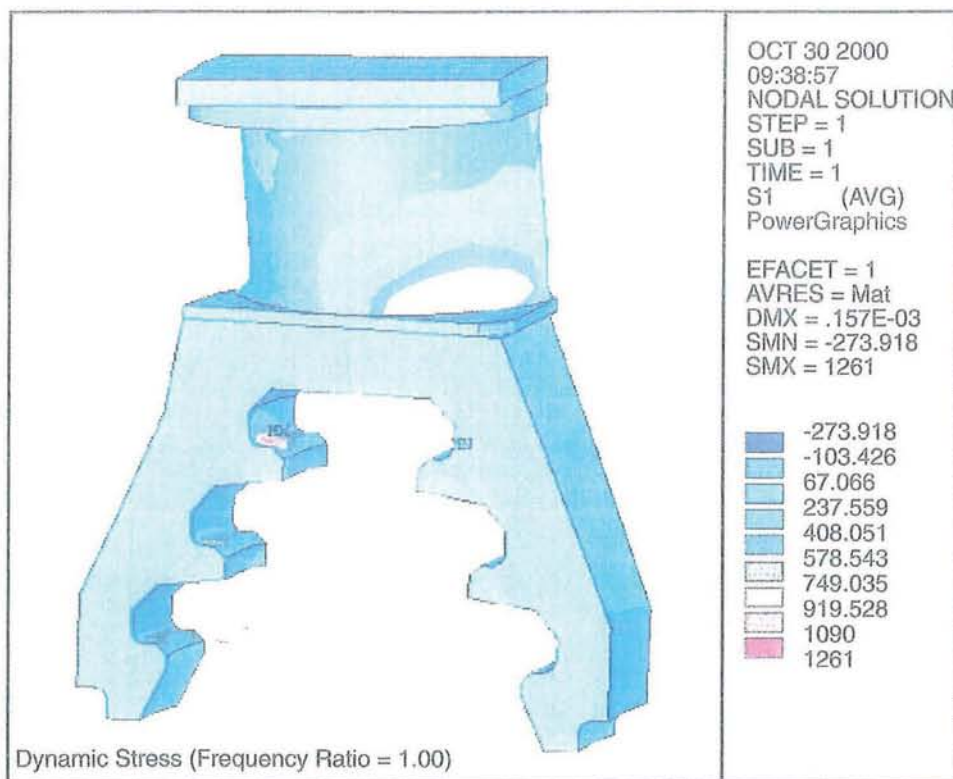 OCT 30 2000
09:38:57
NODAL SOLUTION
STEP = 1
SUB = 1
TIME = 1
S1 (AVG)
PowerGraphics
EFACET = 1
AVRES = Mat
DMX = .157E-03
SMN = -273.918
SMX = 1261
-273.918
-103.426
67.066
237.559
408.051
578.543
749.035
919.528
1090
1261
Dynamic Stress (Frequency Ratio = 1.00)